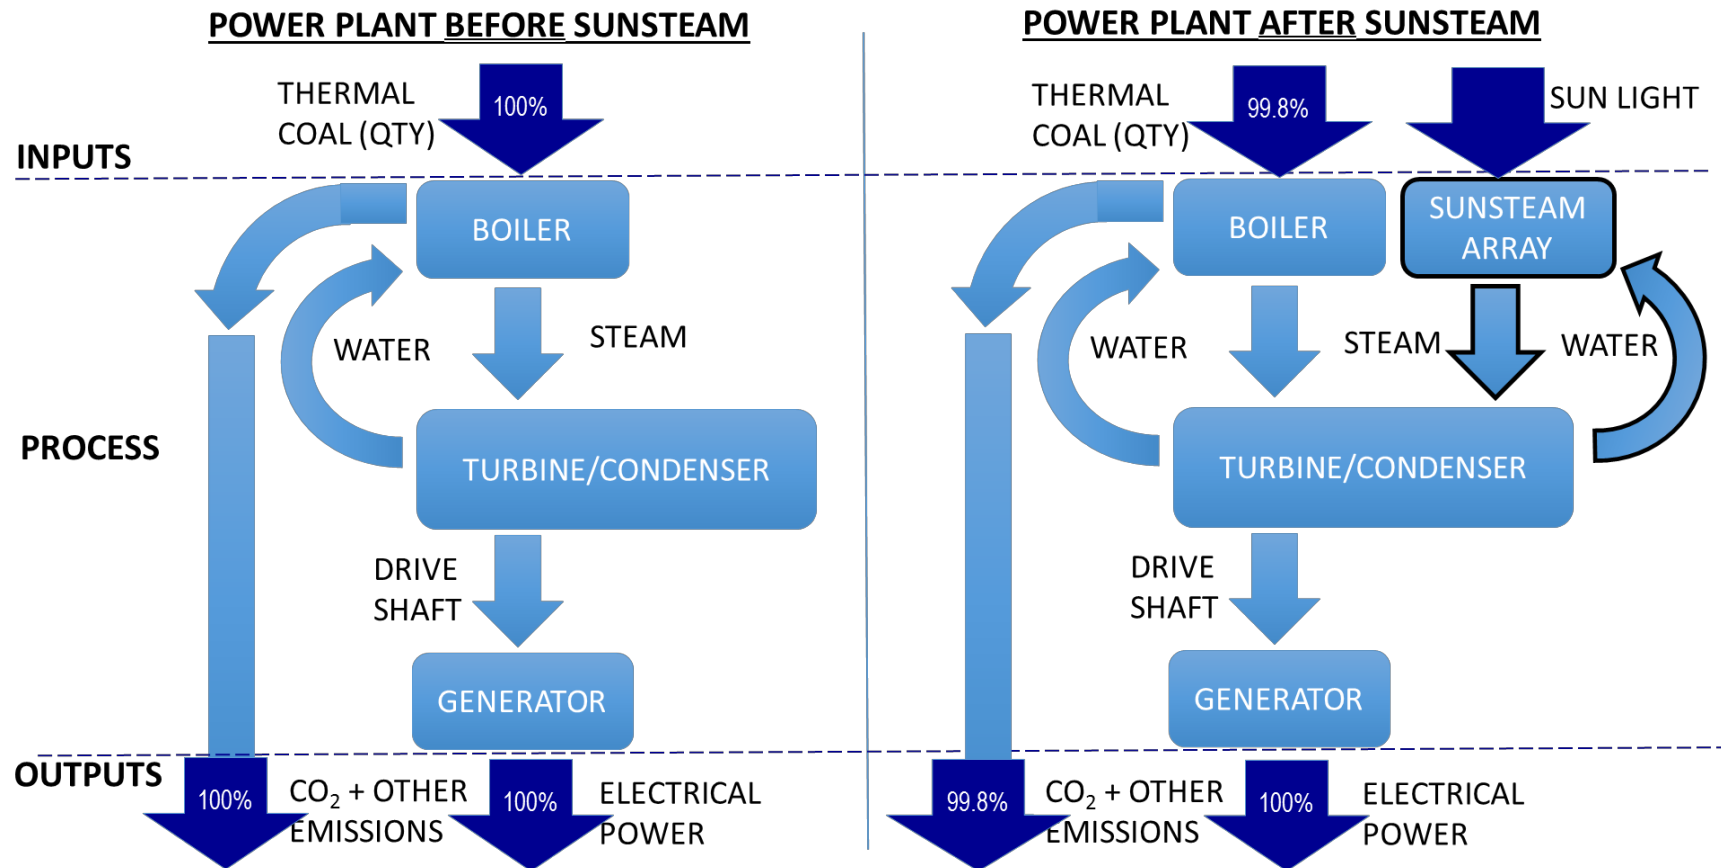 POWER PLANT BEFORE SUNSTEAM
THERMAL
COAL (QTY)
100%
INPUTS
BOILER
WATER
STEAM
PROCESS
TURBINE/CONDENSER
DRIVE
SHAFT
GENERATOR
OUTPUTS
100%
CO₂ + OTHER
EMISSIONS
100%
ELECTRICAL
POWER
POWER PLANT AFTER SUNSTEAM
THERMAL
COAL (QTY)
99.8%
SUN LIGHT
BOILER
SUNSTEAM
ARRAY
WATER
STEAM
WATER
TURBINE/CONDENSER
DRIVE
SHAFT
GENERATOR
99.8%
CO₂ + OTHER
EMISSIONS
100%
ELECTRICAL
POWER